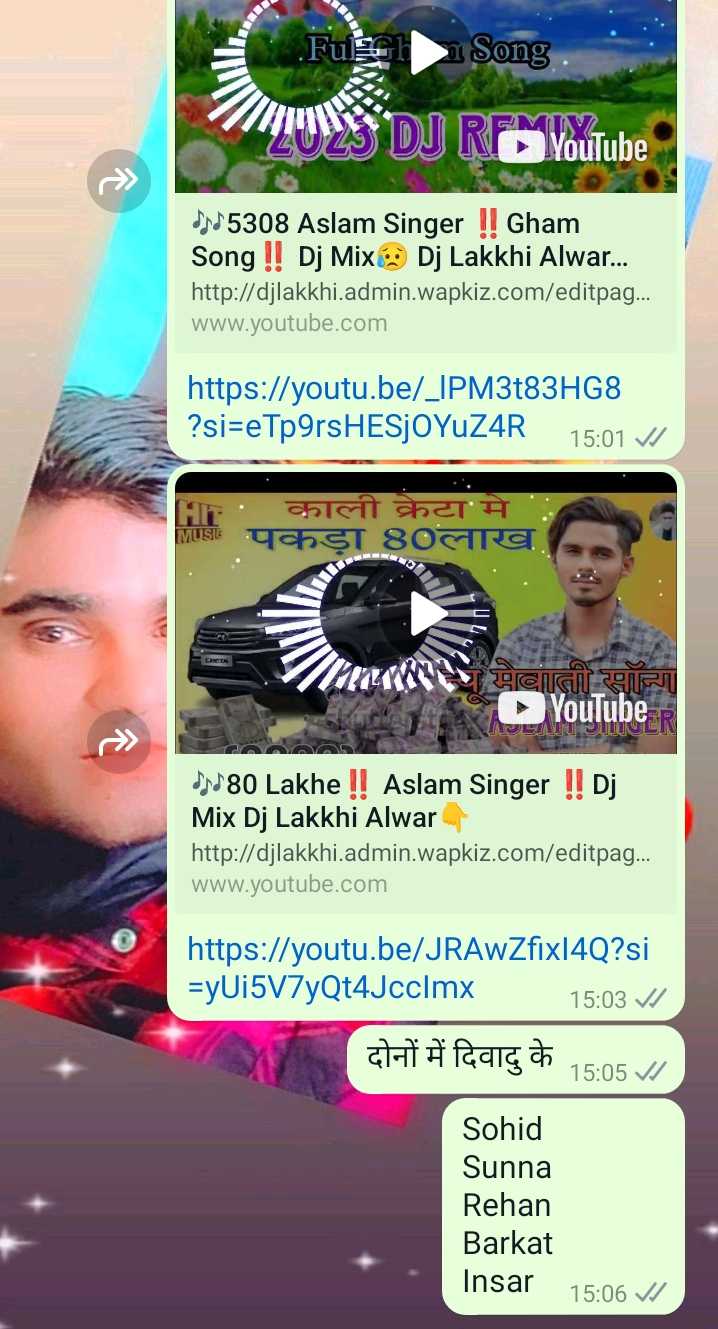 Full Gham Song
2023 DJ REMIX
YouTube
5308 Aslam Singer ‼️ Gham
Song ‼️ Dj Mix😥 Dj Lakkhi Alwar...
http://djlakkhi.admin.wapkiz.com/editpag...
www.youtube.com
https://youtu.be/_lPM3t83HG8
?si=eTp9rsHESjOYuZ4R
15:01
HIT
MUSIC
काली क्रेटा मे
पकड़ा 80लाख
CRETA
न्यू मेवाती सॉन्ग
YouTube
ASLAM SINGER
80 Lakhe ‼️ Aslam Singer ‼️ Dj
Mix Dj Lakkhi Alwar👇
http://djlakkhi.admin.wapkiz.com/editpag...
www.youtube.com
https://youtu.be/JRAwZfixI4Q?si
=yUi5V7yQt4JccImx
15:03
दोनों में दिवादु के
15:05
Sohid
Sunna
Rehan
Barkat
Insar
15:06